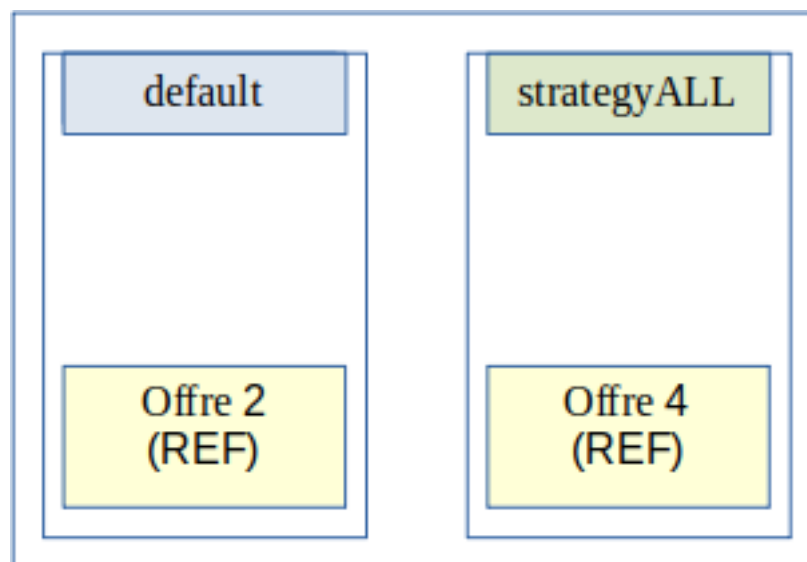 default
strategyALL
Offre 2
(REF)
Offre 4
(REF)